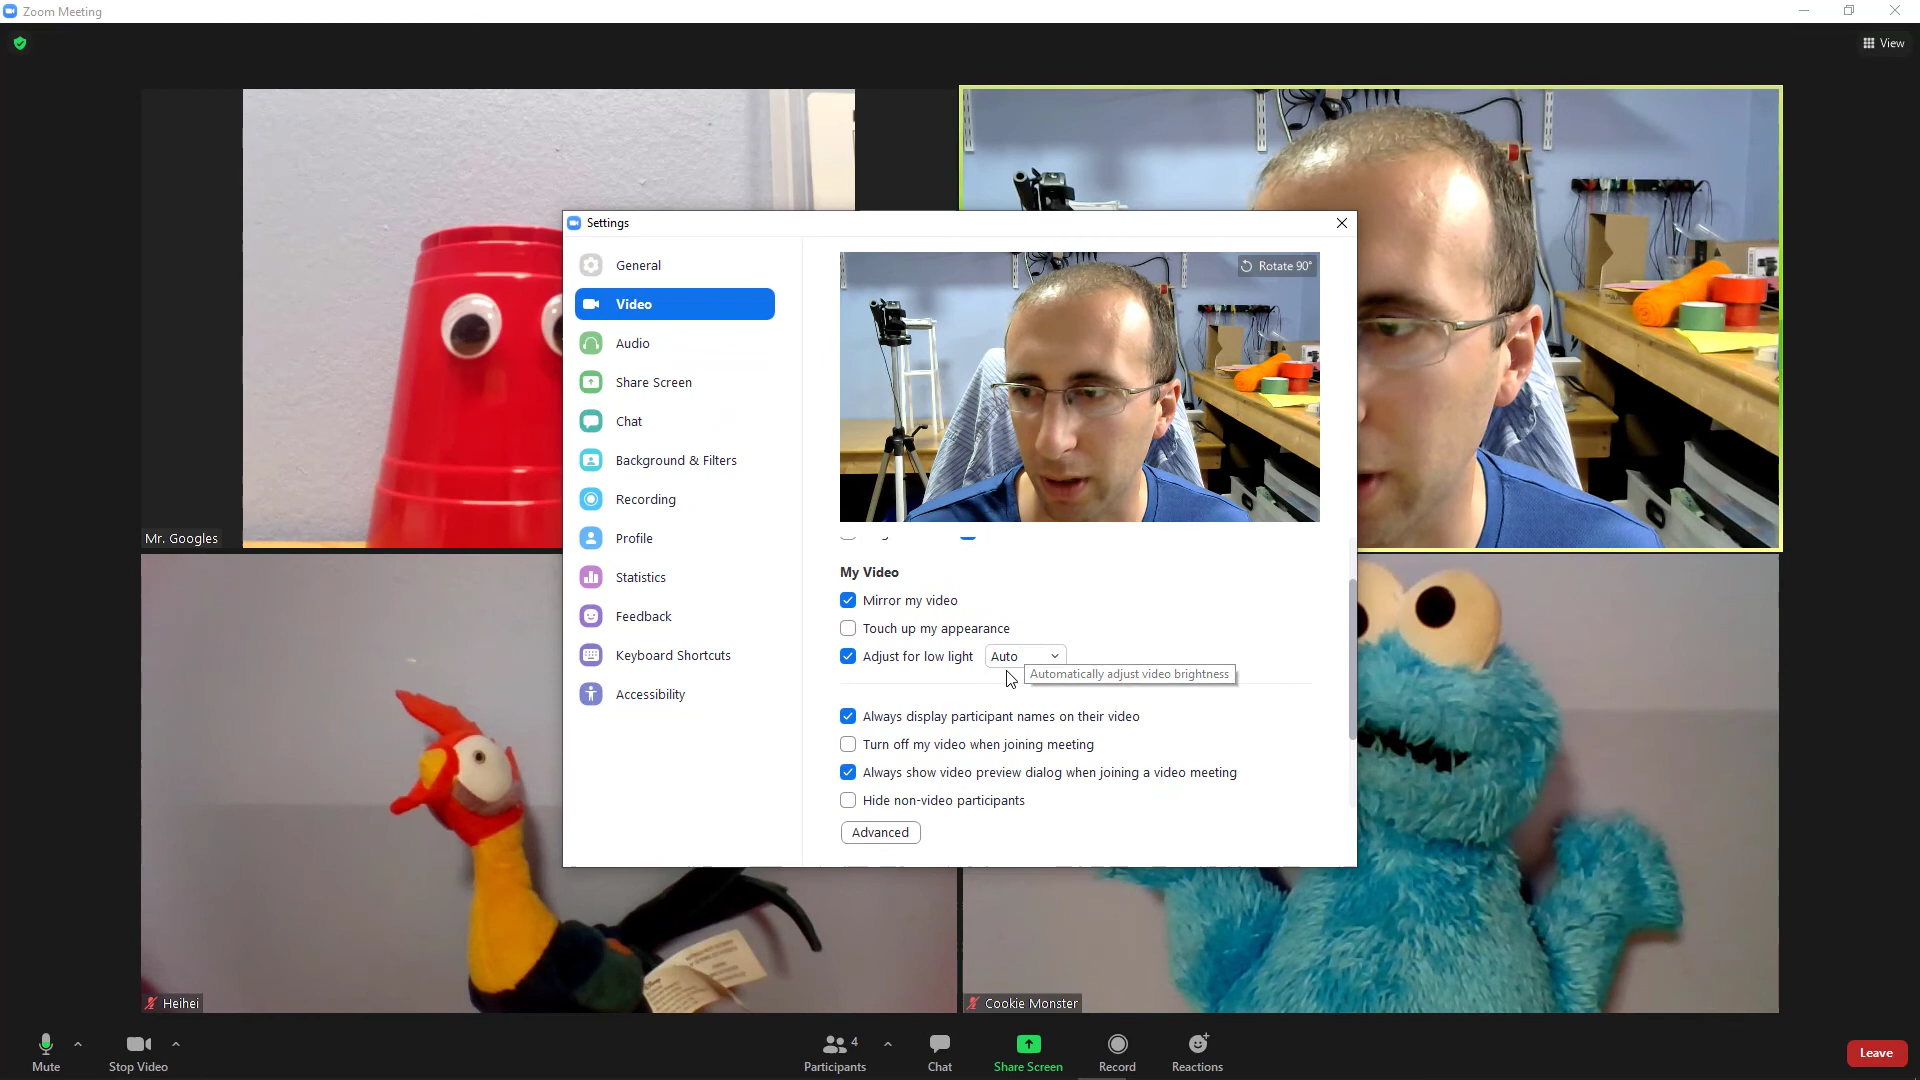 Zoom Meeting
View
Settings
General
Video
Audio
Share Screen
Chat
Background & Filters
Recording
Profile
Statistics
Feedback
Keyboard Shortcuts
Accessibility
Rotate 90°
My Video
Mirror my video
Touch up my appearance
Adjust for low light Auto
Automatically adjust video brightness
Always display participant names on their video
Turn off my video when joining meeting
Always show video preview dialog when joining a video meeting
Hide non-video participants
Advanced
Mr. Googles
Heihei
Cookie Monster
Mute
Stop Video
Participants 4
Chat
Share Screen
Record
Reactions
Leave